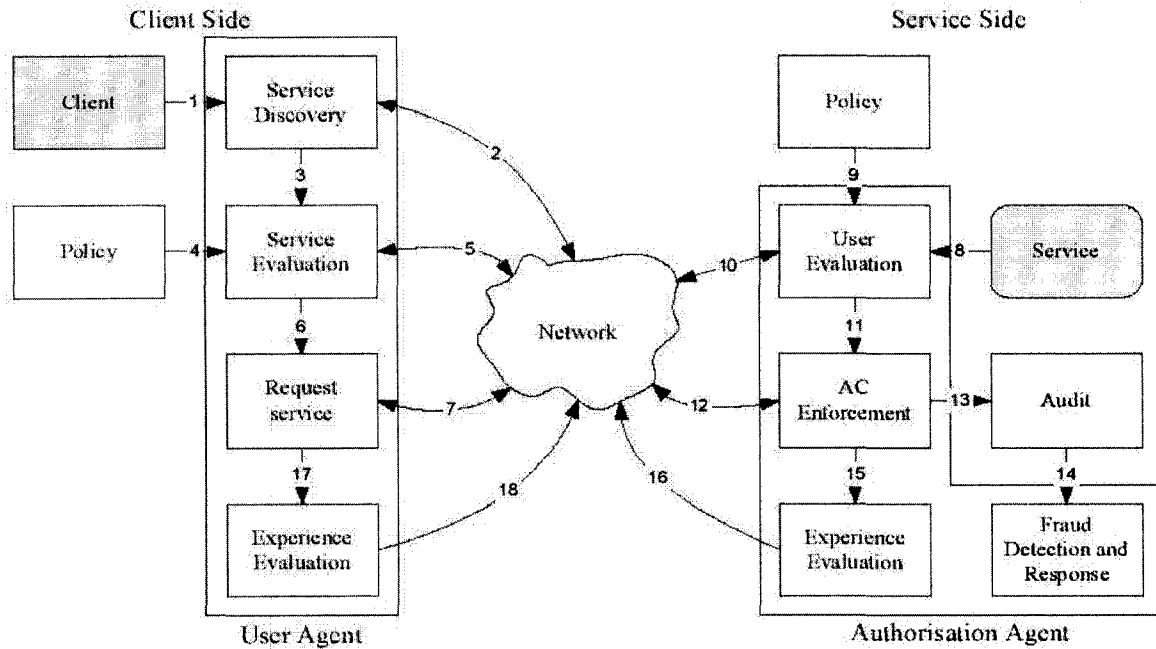 Client Side
Service Side
Client
1
Service
Discovery
2
3
Policy
4
Service
Evaluation
5
6
Request
service
7
17
Experience
Evaluation
18
User Agent
Network
Policy
9
10
User
Evaluation
8
Service
11
12
AC
Enforcement
13
Audit
14
15
16
Experience
Evaluation
Fraud
Detection and
Response
Authorisation Agent